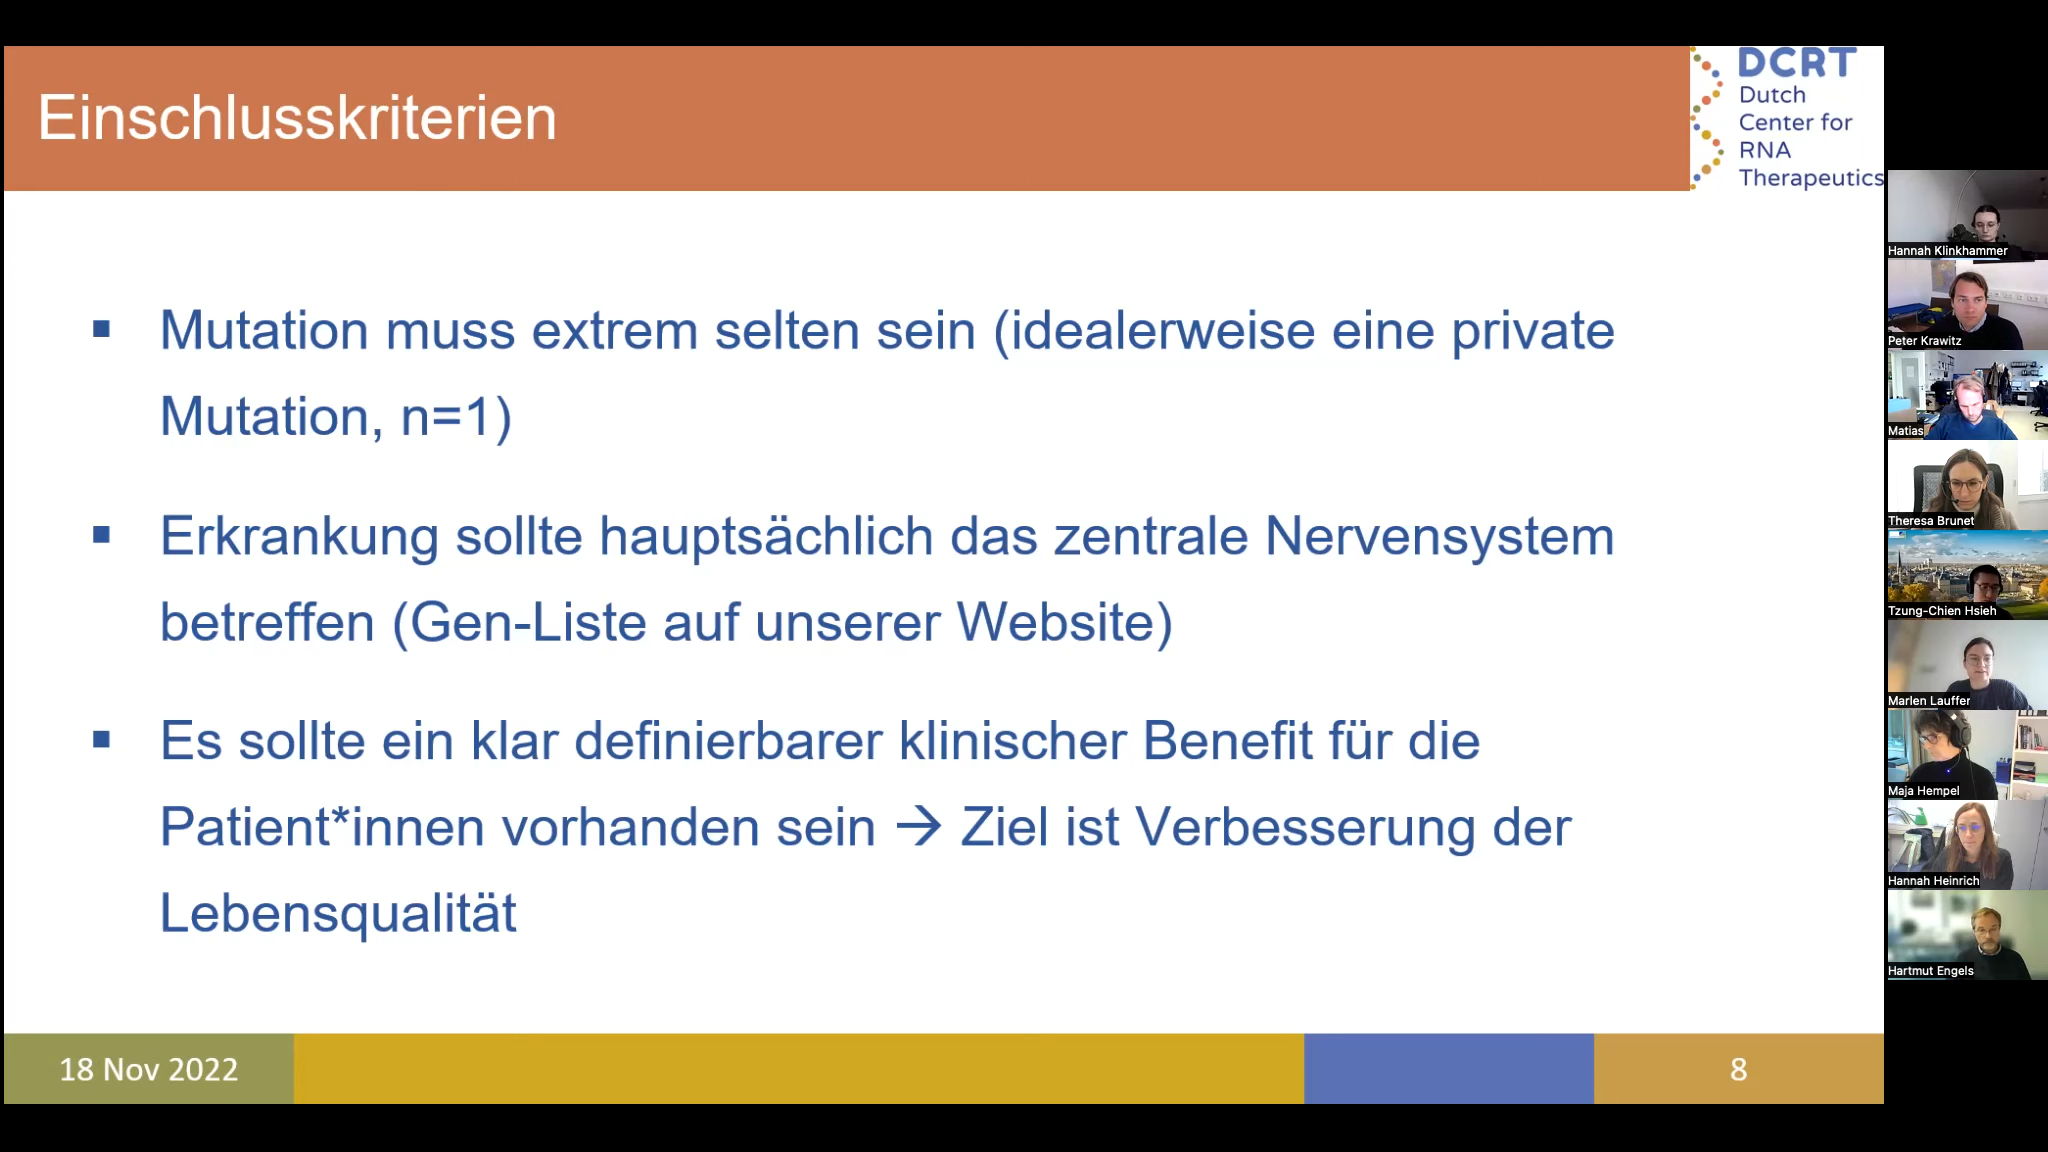 Einschlusskriterien
DCRT
Dutch
Center for
RNA
Therapeutics
▪ Mutation muss extrem selten sein (idealerweise eine private
Mutation, n=1)
▪ Erkrankung sollte hauptsächlich das zentrale Nervensystem
betreffen (Gen-Liste auf unserer Website)
▪ Es sollte ein klar definierbarer klinischer Benefit für die
Patient*innen vorhanden sein → Ziel ist Verbesserung der
Lebensqualität
18 Nov 2022
8
Hannah Klinkhammer
Peter Krawitz
Matias
Theresa Brunet
Tzung-Chien Hsieh
Marlen Lauffer
Maja Hempel
Hannah Heinrich
Hartmut Engels